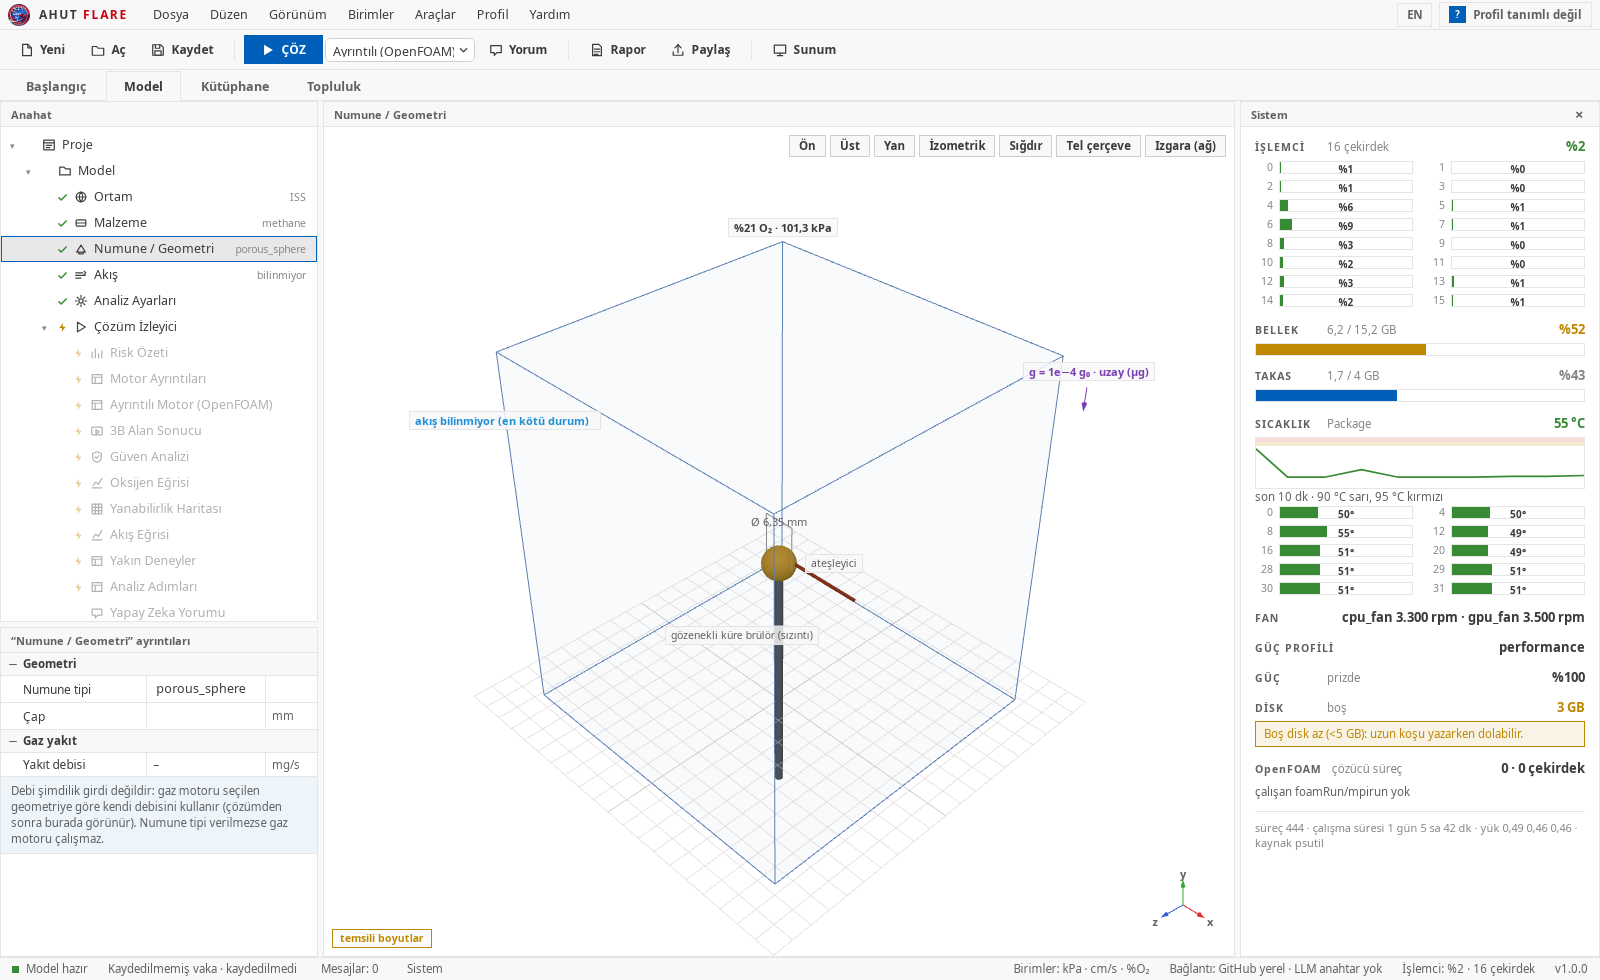 AHUT FLARE Dosya Düzen Görünüm Birimler Araçlar Profil Yardım EN ? Profil tanımlı değil
Yeni Aç Kaydet ÇÖZ Ayrıntılı (OpenFOAM) Yorum Rapor Paylaş Sunum
Başlangıç Model Kütüphane Topluluk
Anahat
Proje
Model
Ortam ISS
Malzeme methane
Numune / Geometri porous_sphere
Akış bilinmiyor
Analiz Ayarları
Çözüm İzleyici
Risk Özeti
Motor Ayrıntıları
Ayrıntılı Motor (OpenFOAM)
3B Alan Sonucu
Güven Analizi
Oksijen Eğrisi
Yanabilirlik Haritası
Akış Eğrisi
Yakın Deneyler
Analiz Adımları
Yapay Zeka Yorumu
“Numune / Geometri” ayrıntıları
Geometri
Numune tipi porous_sphere
Çap mm
Gaz yakıt
Yakıt debisi – mg/s
Debi şimdilik girdi değildir: gaz motoru seçilen
geometriye göre kendi debisini kullanır (çözümden
sonra burada görünür). Numune tipi verilmezse gaz
motoru çalışmaz.
Numune / Geometri
Ön Üst Yan İzometrik Sığdır Tel çerçeve Izgara (ağ)
%21 O₂ · 101,3 kPa
g = 1e−4 g₀ · uzay (µg)
akış bilinmiyor (en kötü durum)
Ø 6,35 mm
ateşleyici
gözenekli küre brülör (sızıntı)
y
z x
temsili boyutlar
Sistem ×
İŞLEMCİ 16 çekirdek %2
0 %1 1 %0
2 %1 3 %0
4 %6 5 %1
6 %9 7 %1
8 %3 9 %0
10 %2 11 %0
12 %3 13 %1
14 %2 15 %1
BELLEK 6,2 / 15,2 GB %52
TAKAS 1,7 / 4 GB %43
SICAKLIK Package 55 °C
son 10 dk · 90 °C sarı, 95 °C kırmızı
0 50° 4 50°
8 55° 12 49°
16 51° 20 49°
28 51° 29 51°
30 51° 31 51°
FAN cpu_fan 3.300 rpm · gpu_fan 3.500 rpm
GÜÇ PROFİLİ performance
GÜÇ prizde %100
DİSK boş 3 GB
Boş disk az (<5 GB): uzun koşu yazarken dolabilir.
OpenFOAM çözücü süreç 0 · 0 çekirdek
çalışan foamRun/mpirun yok
süreç 444 · çalışma süresi 1 gün 5 sa 42 dk · yük 0,49 0,46 0,46 ·
kaynak psutil
Model hazır Kaydedilmemiş vaka · kaydedilmedi Mesajlar: 0 Sistem Birimler: kPa · cm/s · %O₂ Bağlantı: GitHub yerel · LLM anahtar yok İşlemci: %2 · 16 çekirdek v1.0.0